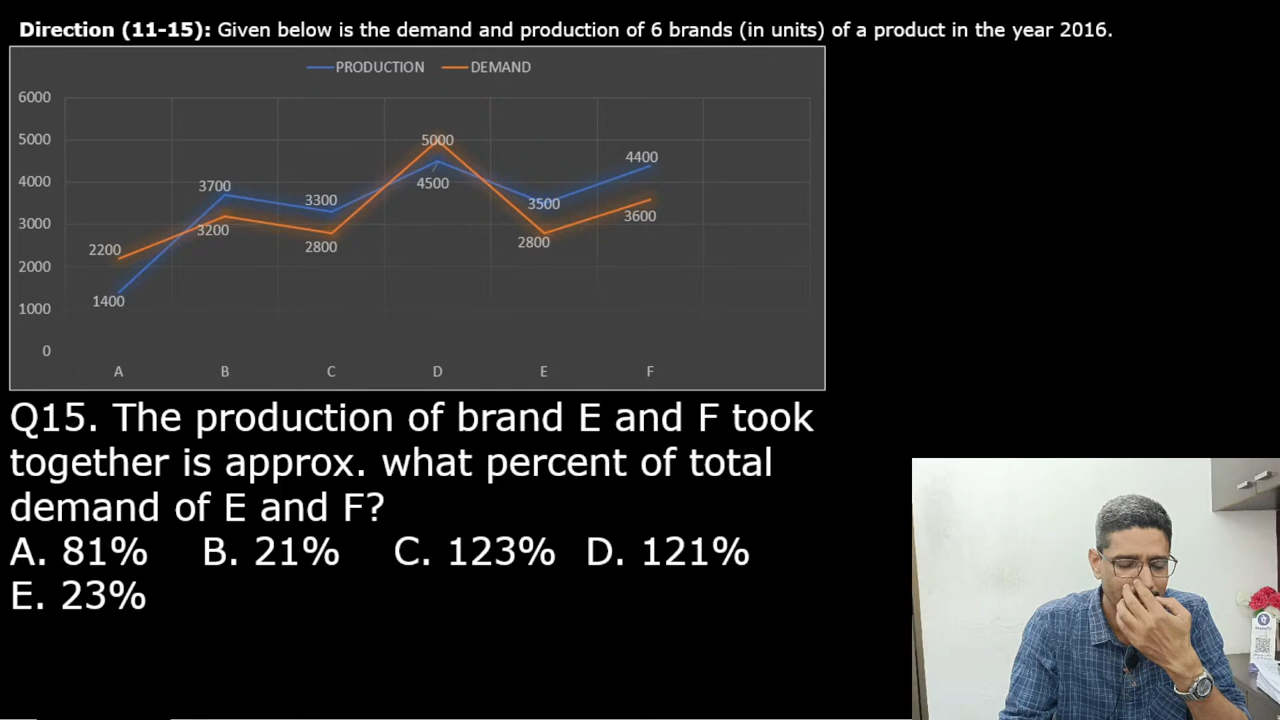 Direction (11-15): Given below is the demand and production of 6 brands (in units) of a product in the year 2016.
PRODUCTION DEMAND
6000
5000
4000
3000
2000
1000
0
2200
1400
3700
3200
3300
2800
5000
4500
3500
2800
4400
3600
A B C D E F
Q15. The production of brand E and F took
together is approx. what percent of total
demand of E and F?
A. 81% B. 21% C. 123% D. 121%
E. 23%